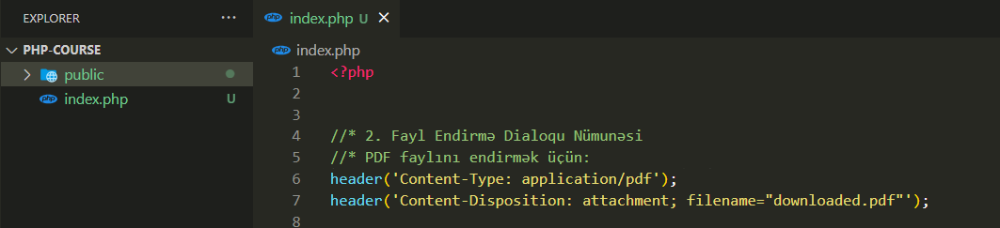 EXPLORER
···
index.php U ×
PHP-COURSE
index.php
public
index.php U
1 <?php
2
3
4 //* 2. Fayl Endirmə Dialoqu Nümunəsi
5 //* PDF faylını endirmək üçün:
6 header('Content-Type: application/pdf');
7 header('Content-Disposition: attachment; filename="downloaded.pdf"');
8